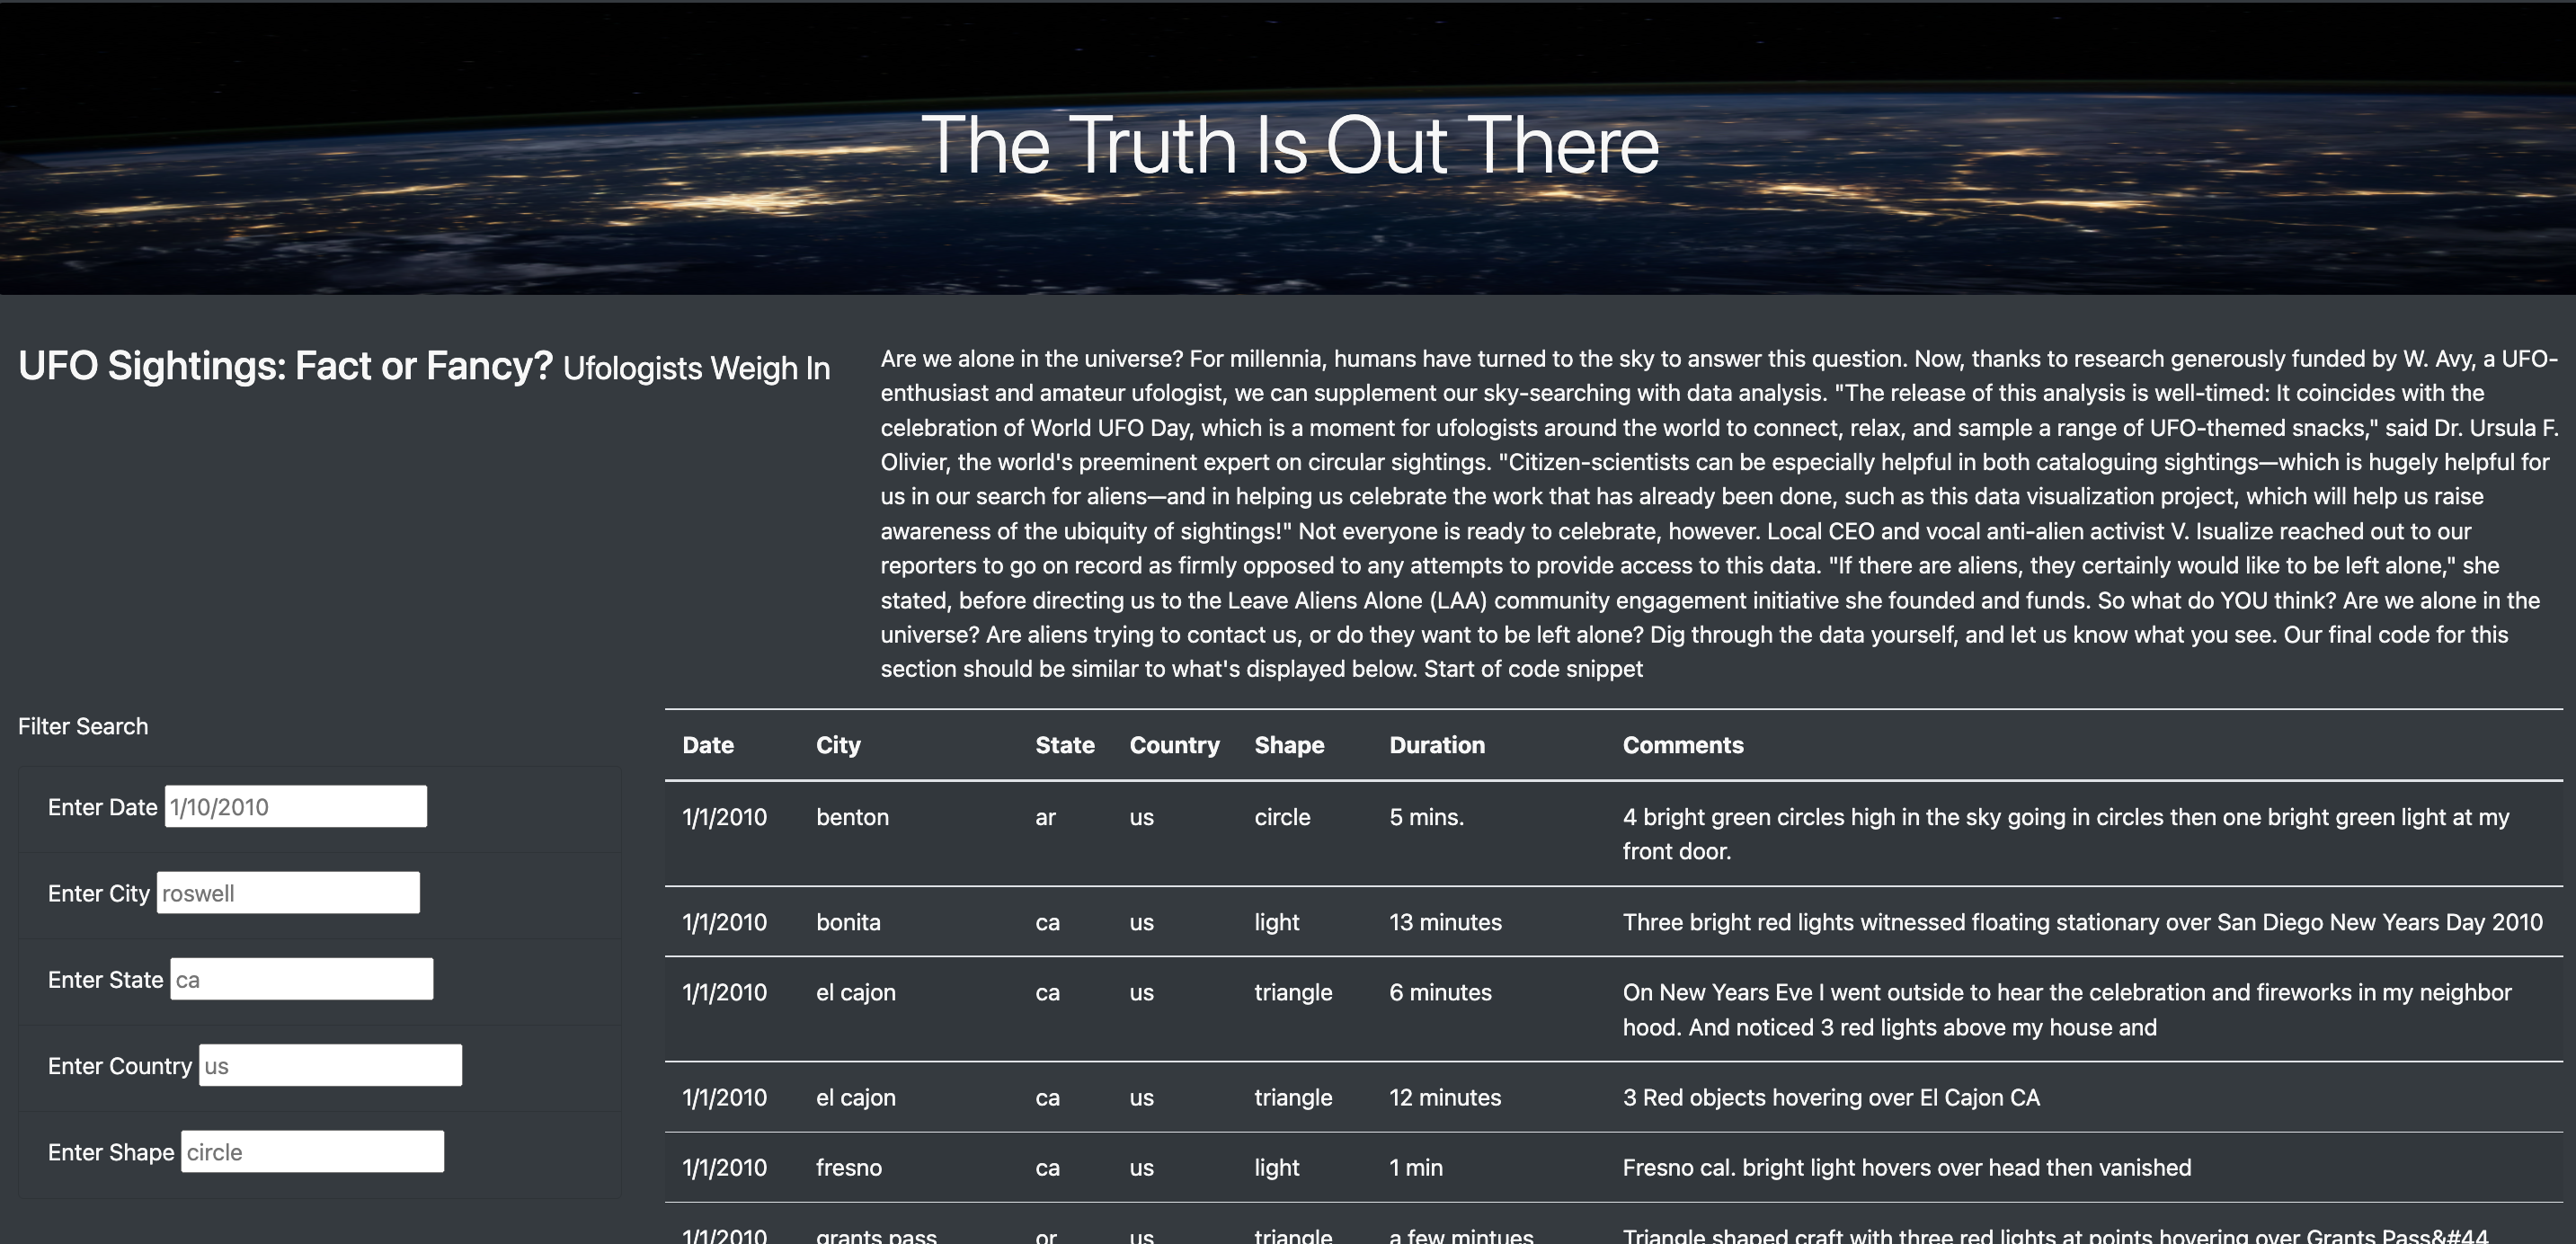 The Truth Is Out There
UFO Sightings: Fact or Fancy? Ufologists Weigh In
Are we alone in the universe? For millennia, humans have turned to the sky to answer this question. Now, thanks to research generously funded by W. Avy, a UFO-
enthusiast and amateur ufologist, we can supplement our sky-searching with data analysis. "The release of this analysis is well-timed: It coincides with the
celebration of World UFO Day, which is a moment for ufologists around the world to connect, relax, and sample a range of UFO-themed snacks," said Dr. Ursula F.
Olivier, the world's preeminent expert on circular sightings. "Citizen-scientists can be especially helpful in both cataloguing sightings—which is hugely helpful for
us in our search for aliens—and in helping us celebrate the work that has already been done, such as this data visualization project, which will help us raise
awareness of the ubiquity of sightings!" Not everyone is ready to celebrate, however. Local CEO and vocal anti-alien activist V. Isualize reached out to our
reporters to go on record as firmly opposed to any attempts to provide access to this data. "If there are aliens, they certainly would like to be left alone," she
stated, before directing us to the Leave Aliens Alone (LAA) community engagement initiative she founded and funds. So what do YOU think? Are we alone in the
universe? Are aliens trying to contact us, or do they want to be left alone? Dig through the data yourself, and let us know what you see. Our final code for this
section should be similar to what's displayed below. Start of code snippet
Filter Search
Enter Date 1/10/2010
Enter City roswell
Enter State ca
Enter Country us
Enter Shape circle
Date City State Country Shape Duration Comments
1/1/2010 benton ar us circle 5 mins. 4 bright green circles high in the sky going in circles then one bright green light at my
front door.
1/1/2010 bonita ca us light 13 minutes Three bright red lights witnessed floating stationary over San Diego New Years Day 2010
1/1/2010 el cajon ca us triangle 6 minutes On New Years Eve I went outside to hear the celebration and fireworks in my neighbor
hood. And noticed 3 red lights above my house and
1/1/2010 el cajon ca us triangle 12 minutes 3 Red objects hovering over El Cajon CA
1/1/2010 fresno ca us light 1 min Fresno cal. bright light hovers over head then vanished
1/1/2010 grants pass or us triangle a few mintues Triangle shaped craft with three red lights at points hovering over Grants Pass&#44